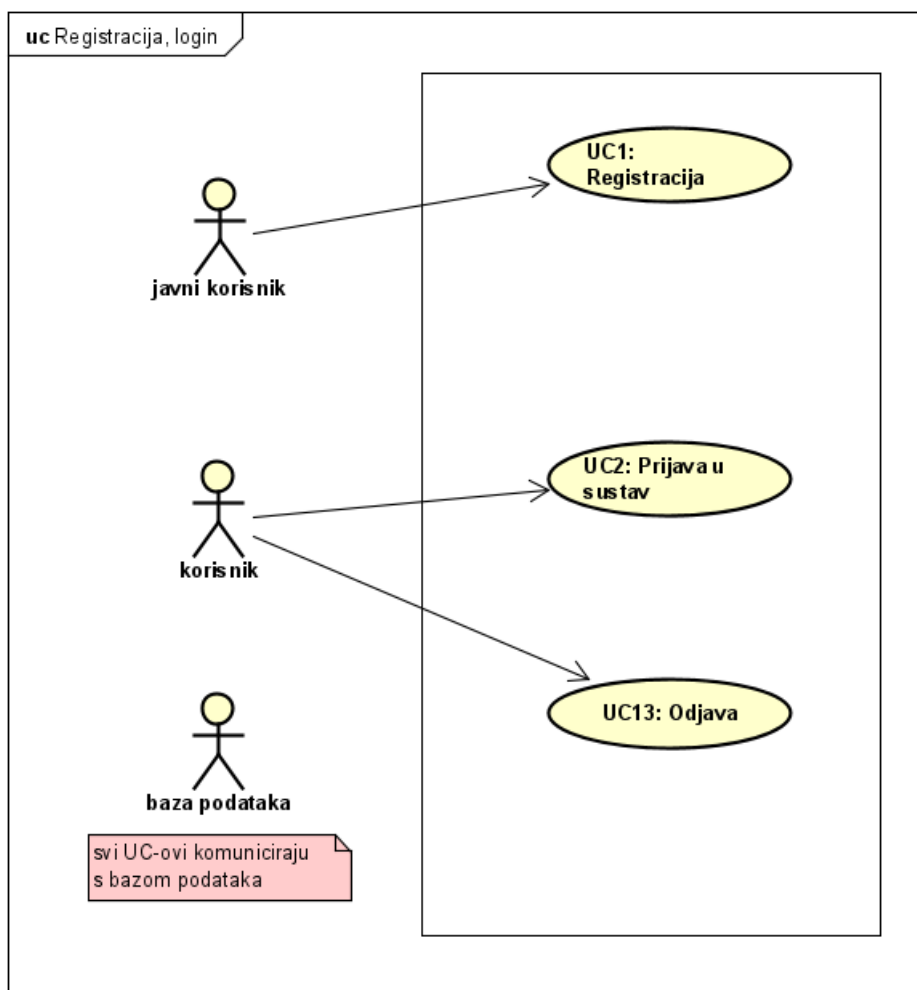 uc Registracija, login
UC1:
Registracija
javni korisnik
UC2: Prijava u
sustav
korisnik
UC13: Odjava
baza podataka
svi UC-ovi komuniciraju
s bazom podataka